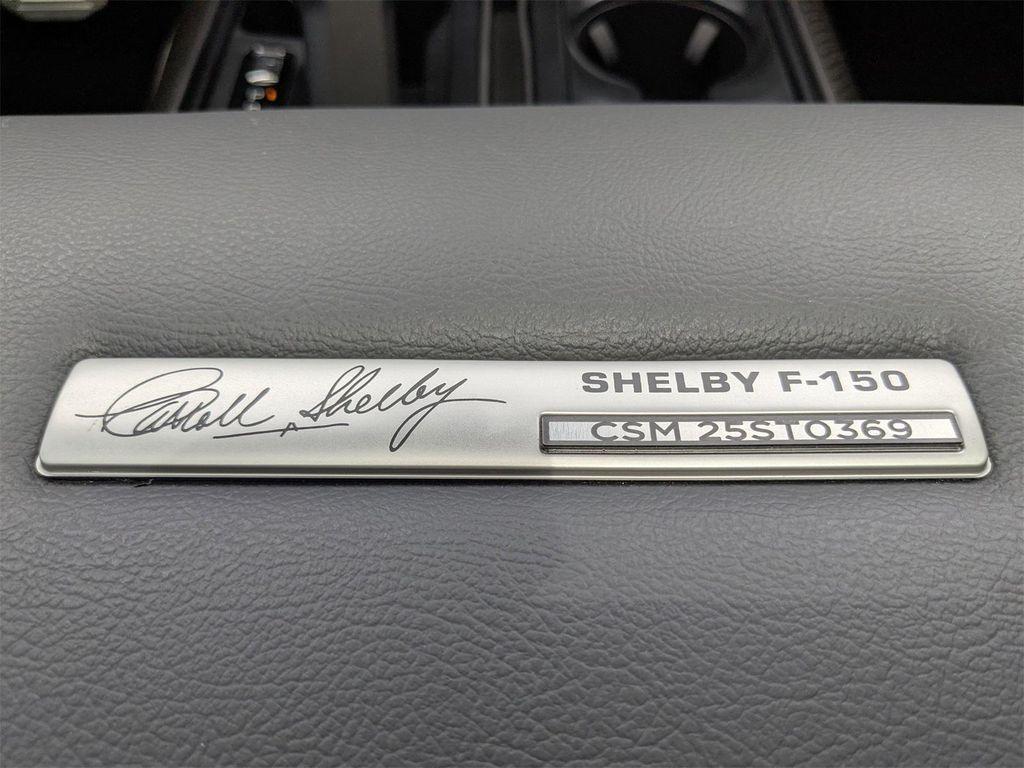 Carroll Shelby
SHELBY F-150
CSM 25ST0369